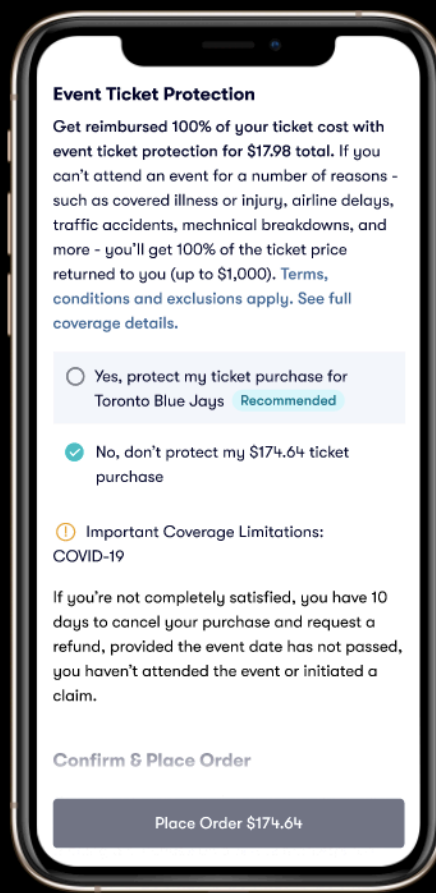 Event Ticket Protection
Get reimbursed 100% of your ticket cost with
event ticket protection for $17.98 total. If you
can't attend an event for a number of reasons -
such as covered illness or injury, airline delays,
traffic accidents, mechnical breakdowns, and
more - you'll get 100% of the ticket price
returned to you (up to $1,000). Terms,
conditions and exclusions apply. See full
coverage details.
Yes, protect my ticket purchase for
Toronto Blue Jays Recommended
No, don't protect my $174.64 ticket
purchase
Important Coverage Limitations:
COVID-19
If you're not completely satisfied, you have 10
days to cancel your purchase and request a
refund, provided the event date has not passed,
you haven't attended the event or initiated a
claim.
Confirm & Place Order
Place Order $174.64